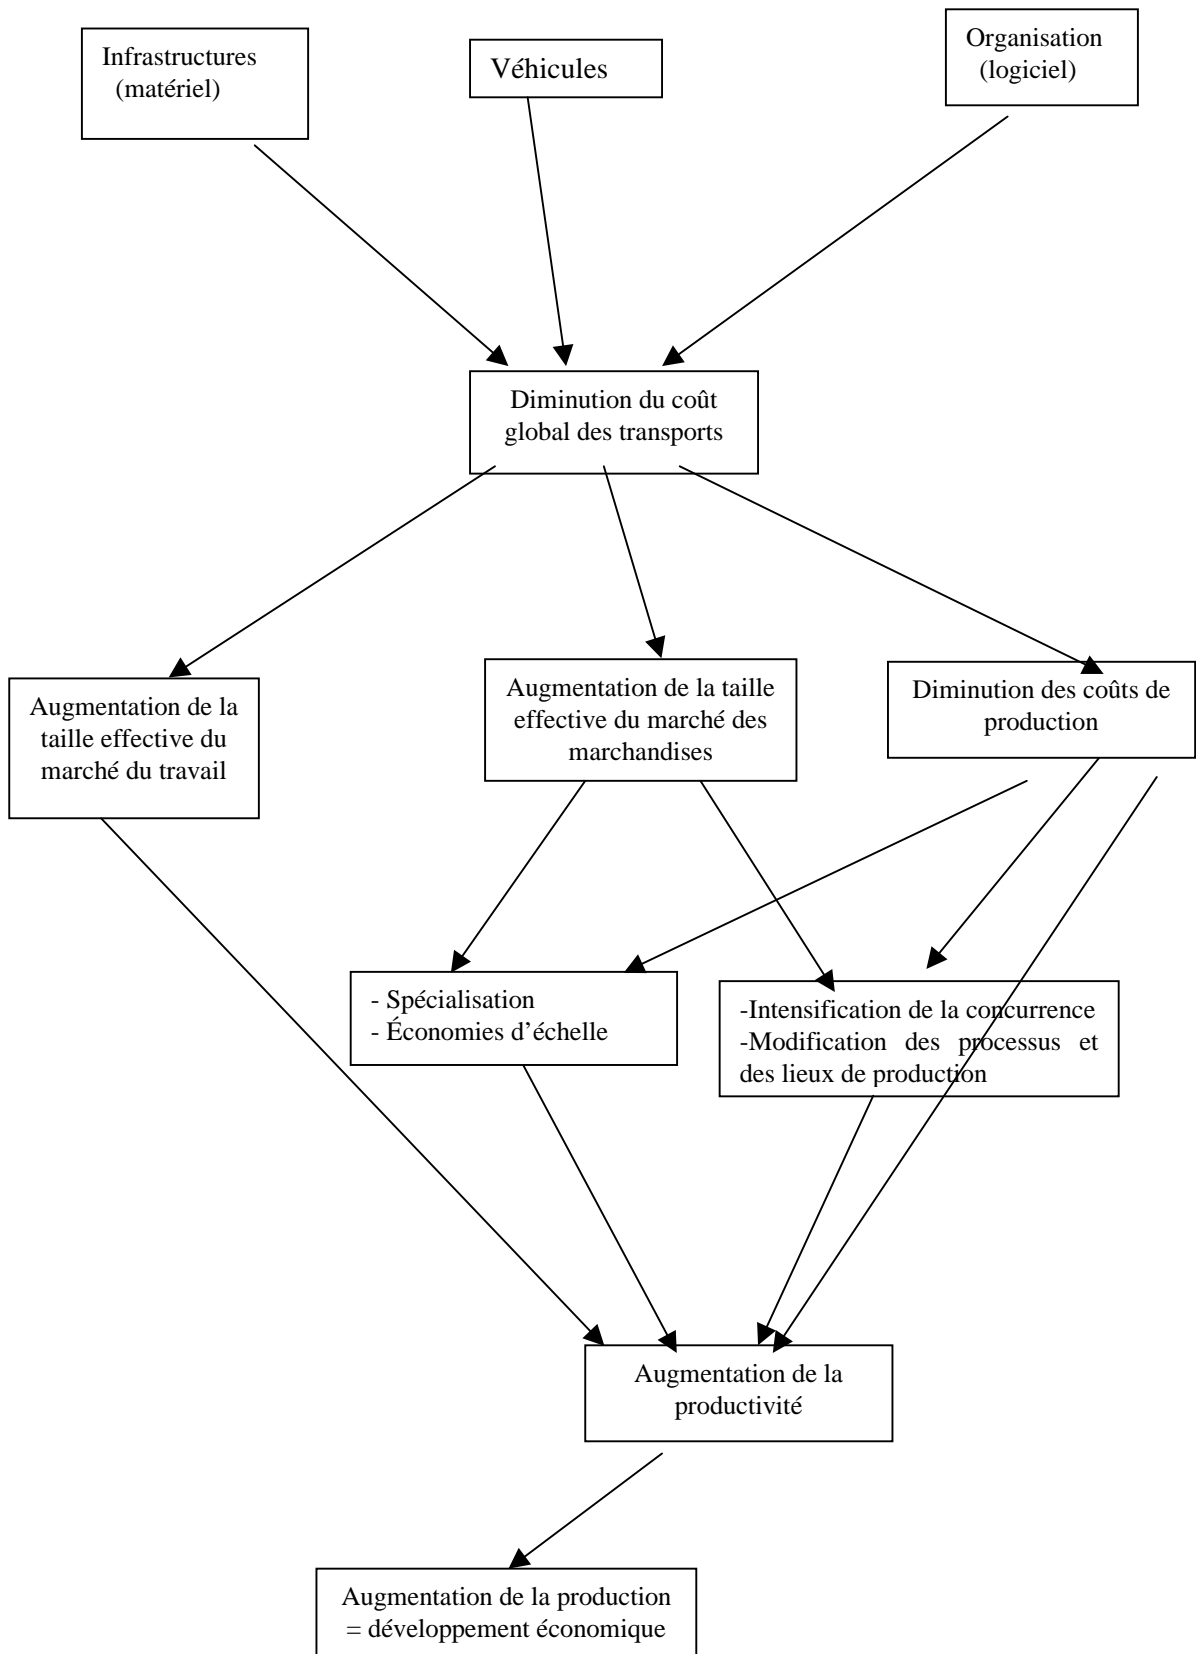 Infrastructures
(matériel)
Véhicules
Organisation
(logiciel)
Diminution du coût
global des transports
Augmentation de la
taille effective du
marché du travail
Augmentation de la taille
effective du marché des
marchandises
Diminution des coûts de
production
- Spécialisation
- Économies d’échelle
-Intensification de la concurrence
-Modification des processus et
des lieux de production
Augmentation de la
productivité
Augmentation de la production
= développement économique